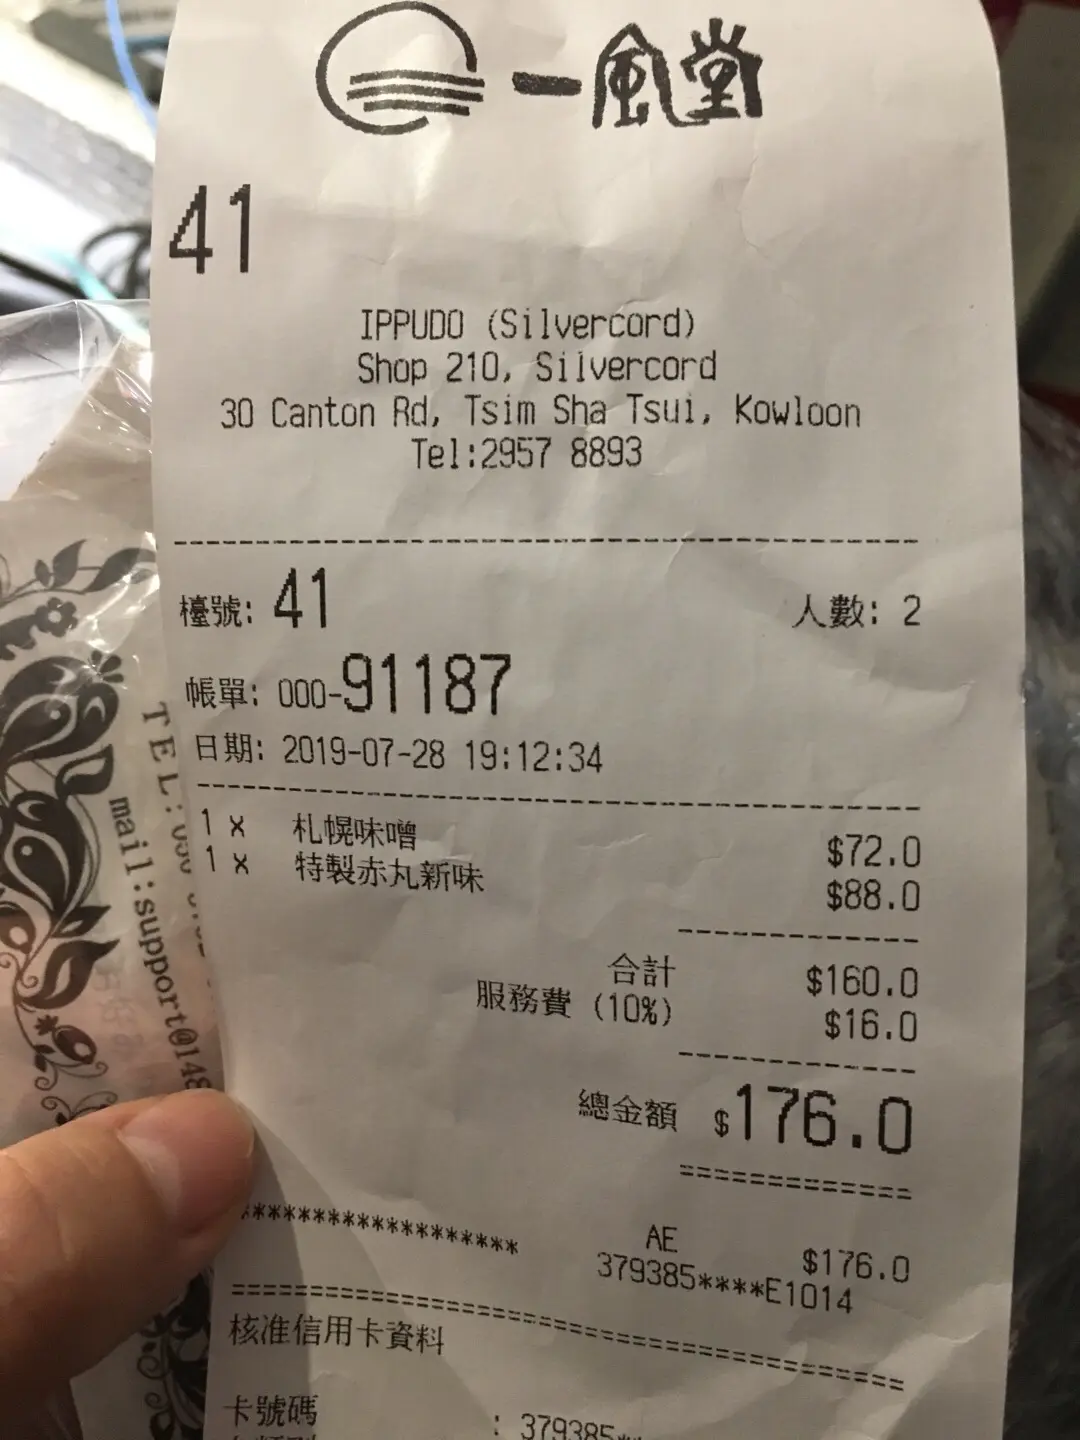 一風堂
41
IPPUDO (Silvercord)
Shop 210, Silvercord
30 Canton Rd, Tsim Sha Tsui, Kowloon
Tel:2957 8893
檯號: 41 人數: 2
帳單: 000-91187
日期: 2019-07-28 19:12:34
1 x 札幌味噌 $72.0
1 x 特製赤丸新味 $88.0
合計 $160.0
服務費 (10%) $16.0
總金額 $176.0
******************* AE $176.0
379385****E1014
核准信用卡資料
卡號碼 : 379385**
TEL:
mail:support@148